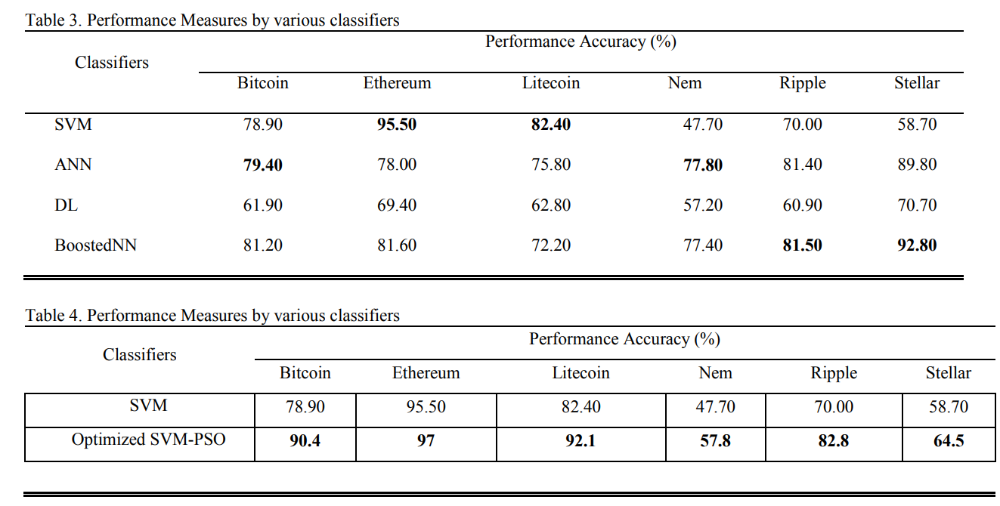 Table 3. Performance Measures by various classifiers
Classifiers Performance Accuracy (%)
Bitcoin Ethereum Litecoin Nem Ripple Stellar
SVM 78.90 95.50 82.40 47.70 70.00 58.70
ANN 79.40 78.00 75.80 77.80 81.40 89.80
DL 61.90 69.40 62.80 57.20 60.90 70.70
BoostedNN 81.20 81.60 72.20 77.40 81.50 92.80
Table 4. Performance Measures by various classifiers
Classifiers Performance Accuracy (%)
Bitcoin Ethereum Litecoin Nem Ripple Stellar
SVM 78.90 95.50 82.40 47.70 70.00 58.70
Optimized SVM-PSO 90.4 97 92.1 57.8 82.8 64.5